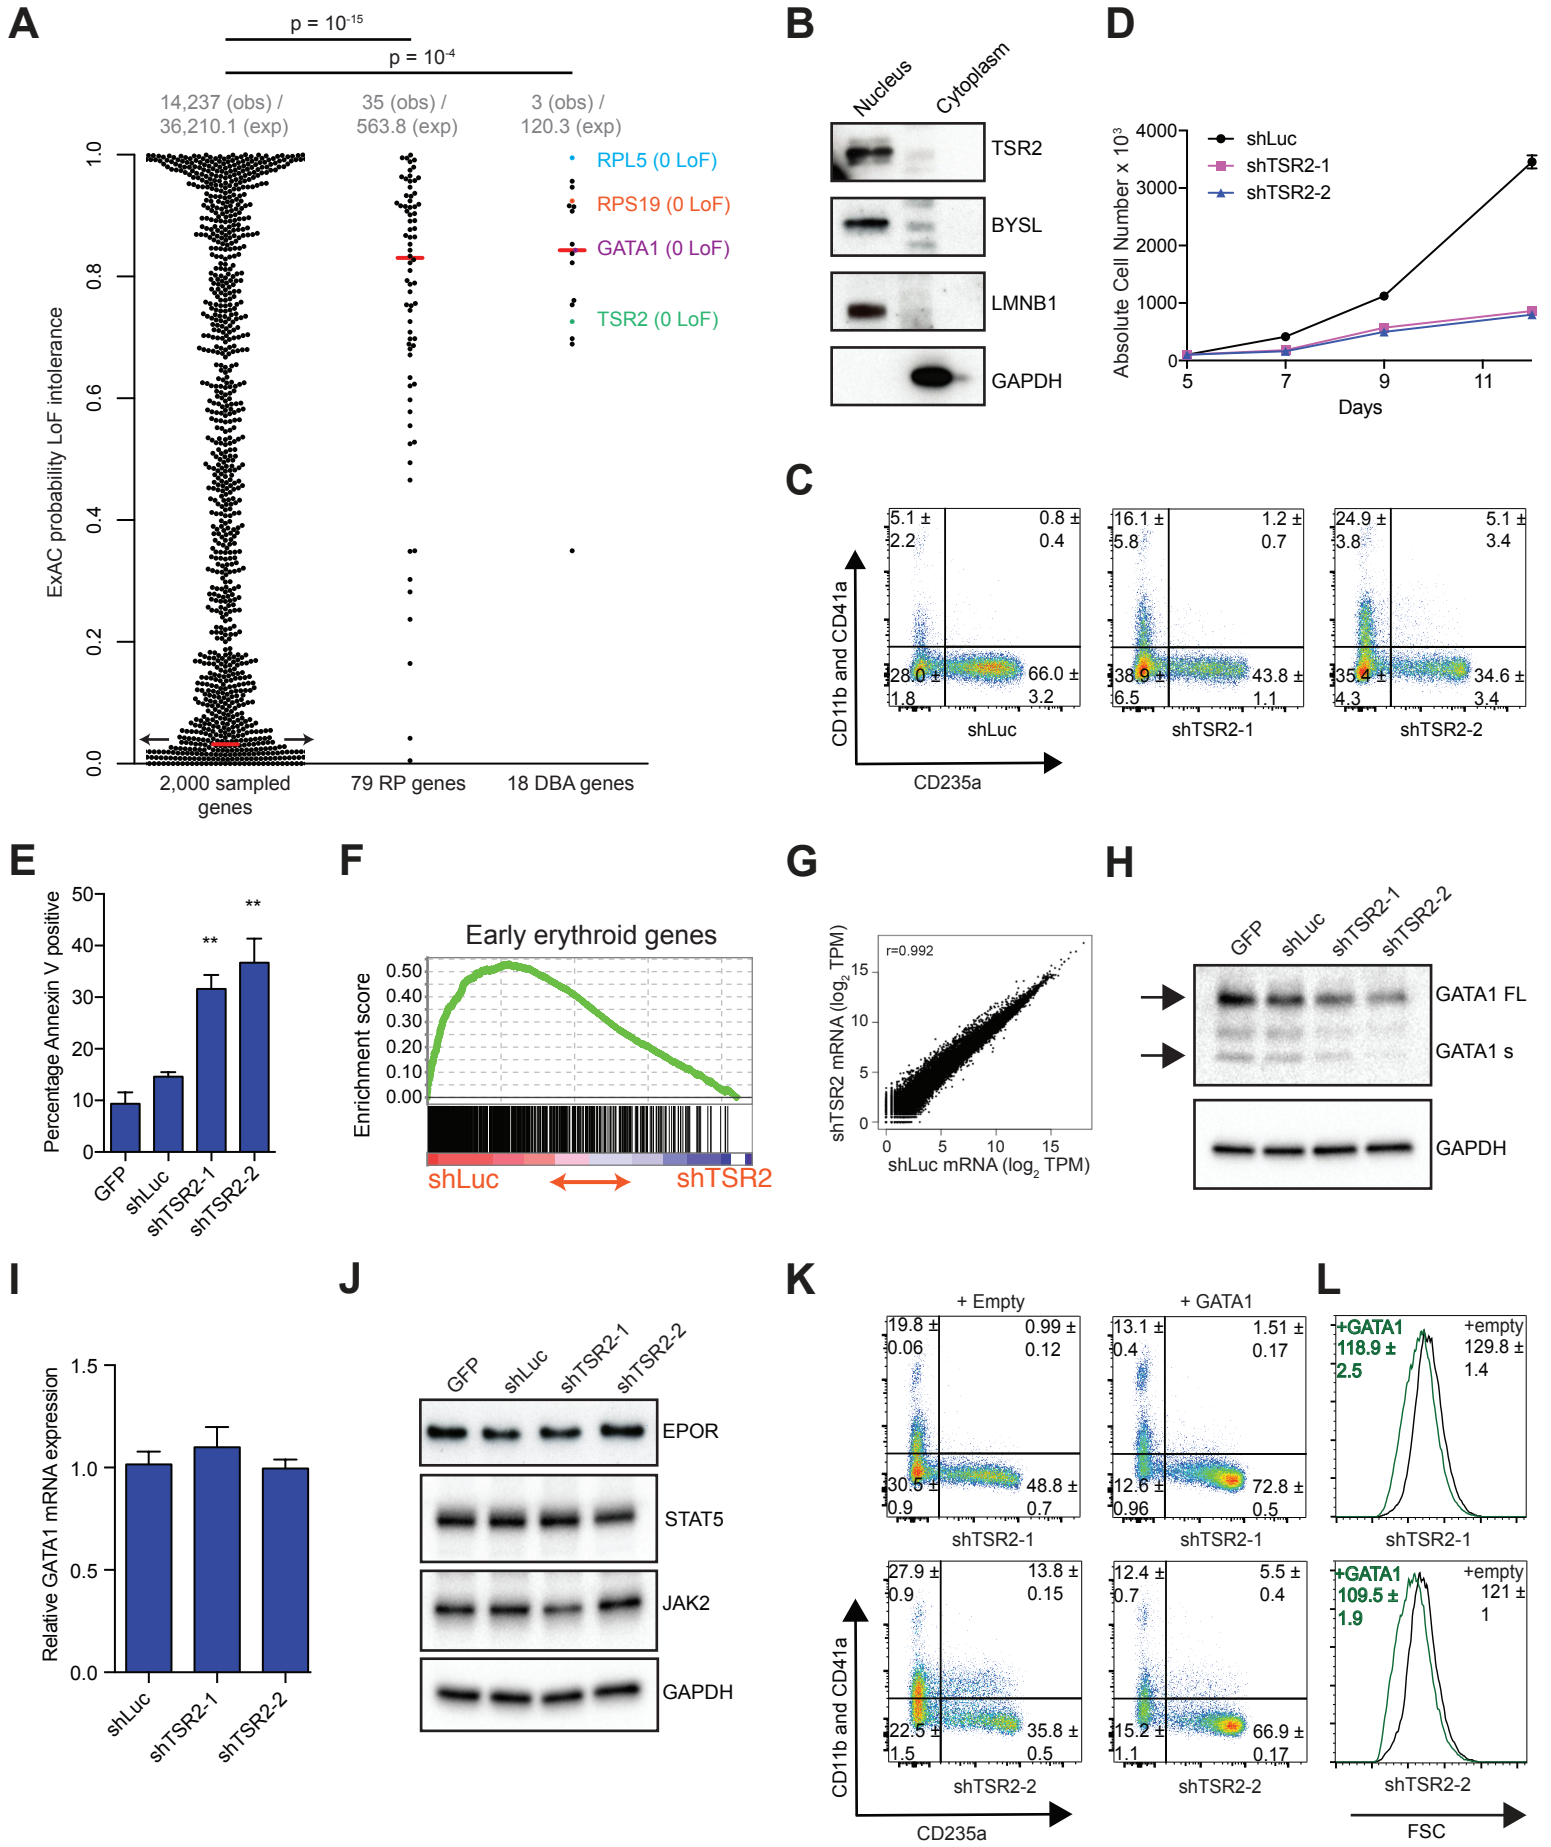 A
p = 10-15
p = 10-4
14,237 (obs) /
36,210.1 (exp)
35 (obs) /
563.8 (exp)
3 (obs) /
120.3 (exp)
ExAC probability LoF intolerance
1.0
0.8
0.6
0.4
0.2
0.0
RPL5 (0 LoF)
RPS19 (0 LoF)
GATA1 (0 LoF)
TSR2 (0 LoF)
2,000 sampled
genes
79 RP genes
18 DBA genes
B
Nucleus
Cytoplasm
TSR2
BYSL
LMNB1
GAPDH
D
Absolute Cell Number x 10³
4000
3000
2000
1000
0
5
7
9
11
Days
shLuc
shTSR2-1
shTSR2-2
C
CD11b and CD41a
5.1 ±
2.2
0.8 ±
0.4
28.0 ±
1.8
66.0 ±
3.2
shLuc
16.1 ±
5.8
1.2 ±
0.7
38.9 ±
6.5
43.8 ±
1.1
shTSR2-1
24.9 ±
3.8
5.1 ±
3.4
35.4 ±
4.3
34.6 ±
3.4
shTSR2-2
CD235a
E
Percentage Annexin V positive
50
40
30
20
10
0
**
**
GFP
shLuc
shTSR2-1
shTSR2-2
F
Early erythroid genes
Enrichment score
0.50
0.40
0.30
0.20
0.10
0.00
shLuc
shTSR2
G
r=0.992
shTSR2 mRNA (log2 TPM)
15
10
5
0
0
5
10
15
shLuc mRNA (log2 TPM)
H
GFP
shLuc
shTSR2-1
shTSR2-2
GATA1 FL
GATA1 s
GAPDH
I
Relative GATA1 mRNA expression
1.5
1.0
0.5
0.0
shLuc
shTSR2-1
shTSR2-2
J
GFP
shLuc
shTSR2-1
shTSR2-2
EPOR
STAT5
JAK2
GAPDH
K
+ Empty
+ GATA1
19.8 ±
0.06
0.99 ±
0.12
30.5 ±
0.9
48.8 ±
0.7
shTSR2-1
13.1 ±
0.4
1.51 ±
0.17
12.6 ±
0.96
72.8 ±
0.5
shTSR2-1
CD11b and CD41a
27.9 ±
0.9
13.8 ±
0.15
22.5 ±
1.5
35.8 ±
0.5
shTSR2-2
12.4 ±
0.7
5.5 ±
0.4
15.2 ±
1.1
66.9 ±
0.17
shTSR2-2
CD235a
L
+GATA1
118.9 ±
2.5
+empty
129.8 ±
1.4
shTSR2-1
+GATA1
109.5 ±
1.9
+empty
121 ±
1
shTSR2-2
FSC